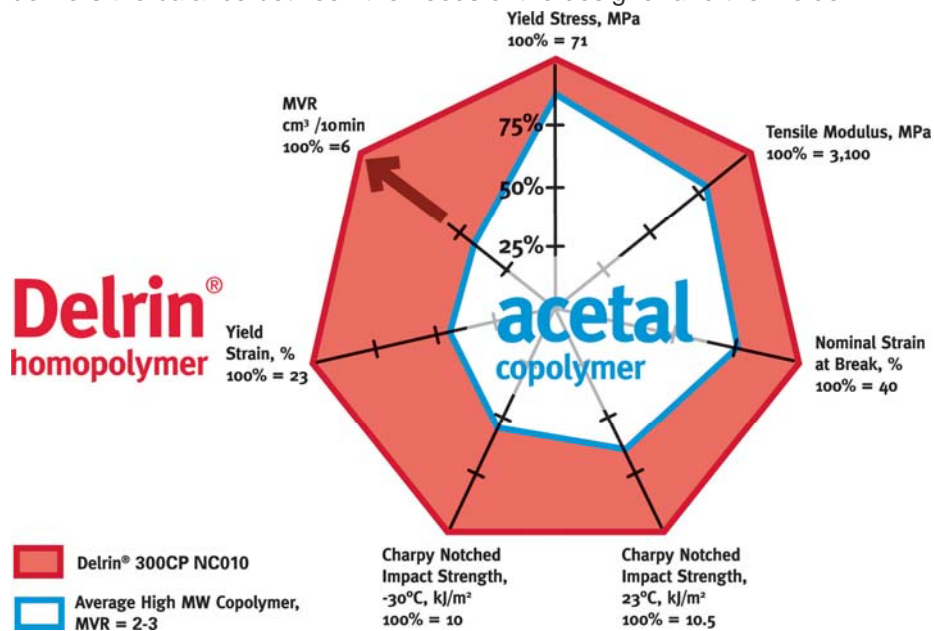 Yield Stress, MPa
100% = 71
MVR
cm³ /10min
100% =6
75%
Tensile Modulus, MPa
100% = 3,100
50%
25%
Delrin®
homopolymer
Yield
Strain, %
100% = 23
acetal
copolymer
Nominal Strain
at Break, %
100% = 40
Delrin® 300CP NC010
Average High MW Copolymer,
MVR = 2-3
Charpy Notched
Impact Strength,
-30°C, kJ/m²
100% = 10
Charpy Notched
Impact Strength,
23°C, kJ/m²
100% = 10.5